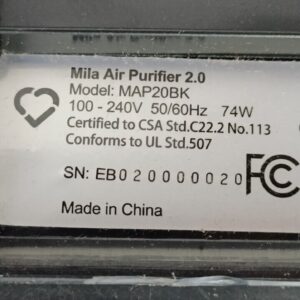 Mila Air Purifier 2.0
Model: MAP20BK
100 - 240V 50/60Hz 74W
Certified to CSA Std.C22.2 No.113
Conforms to UL Std.507
SN: EB020000020
FC
Made in China